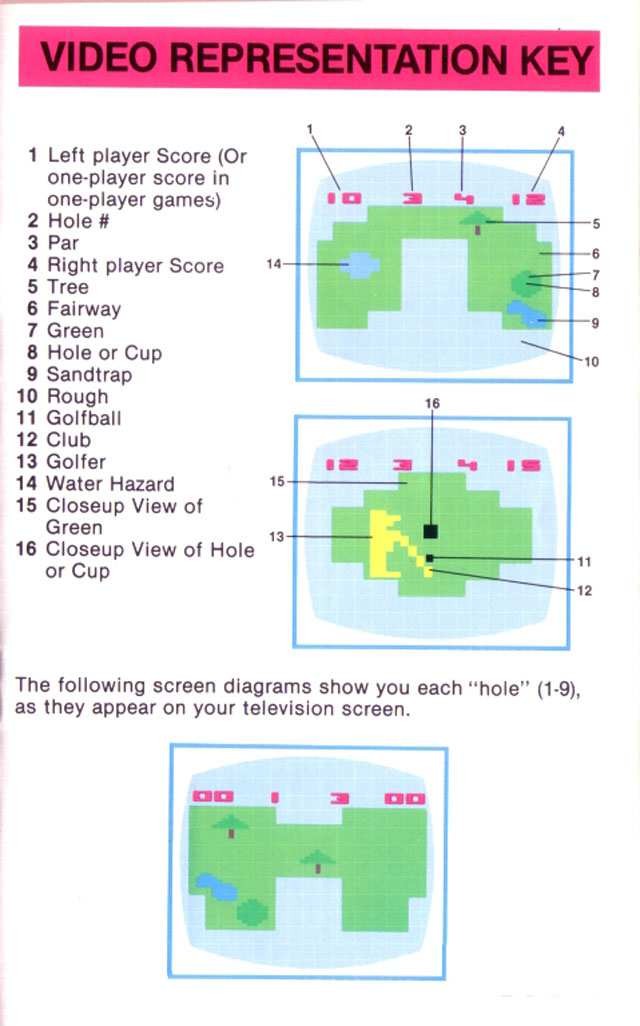 VIDEO REPRESENTATION KEY
1 Left player Score (Or
one-player score in
one-player games)
2 Hole #
3 Par
4 Right player Score
5 Tree
6 Fairway
7 Green
8 Hole or Cup
9 Sandtrap
10 Rough
11 Golfball
12 Club
13 Golfer
14 Water Hazard
15 Closeup View of
Green
16 Closeup View of Hole
or Cup
1 2 3 4
10 3 4 12
5
6
14
7
8
9
10
16
12 3 4 15
15
13
11
12
The following screen diagrams show you each "hole" (1-9),
as they appear on your television screen.
00 1 3 00